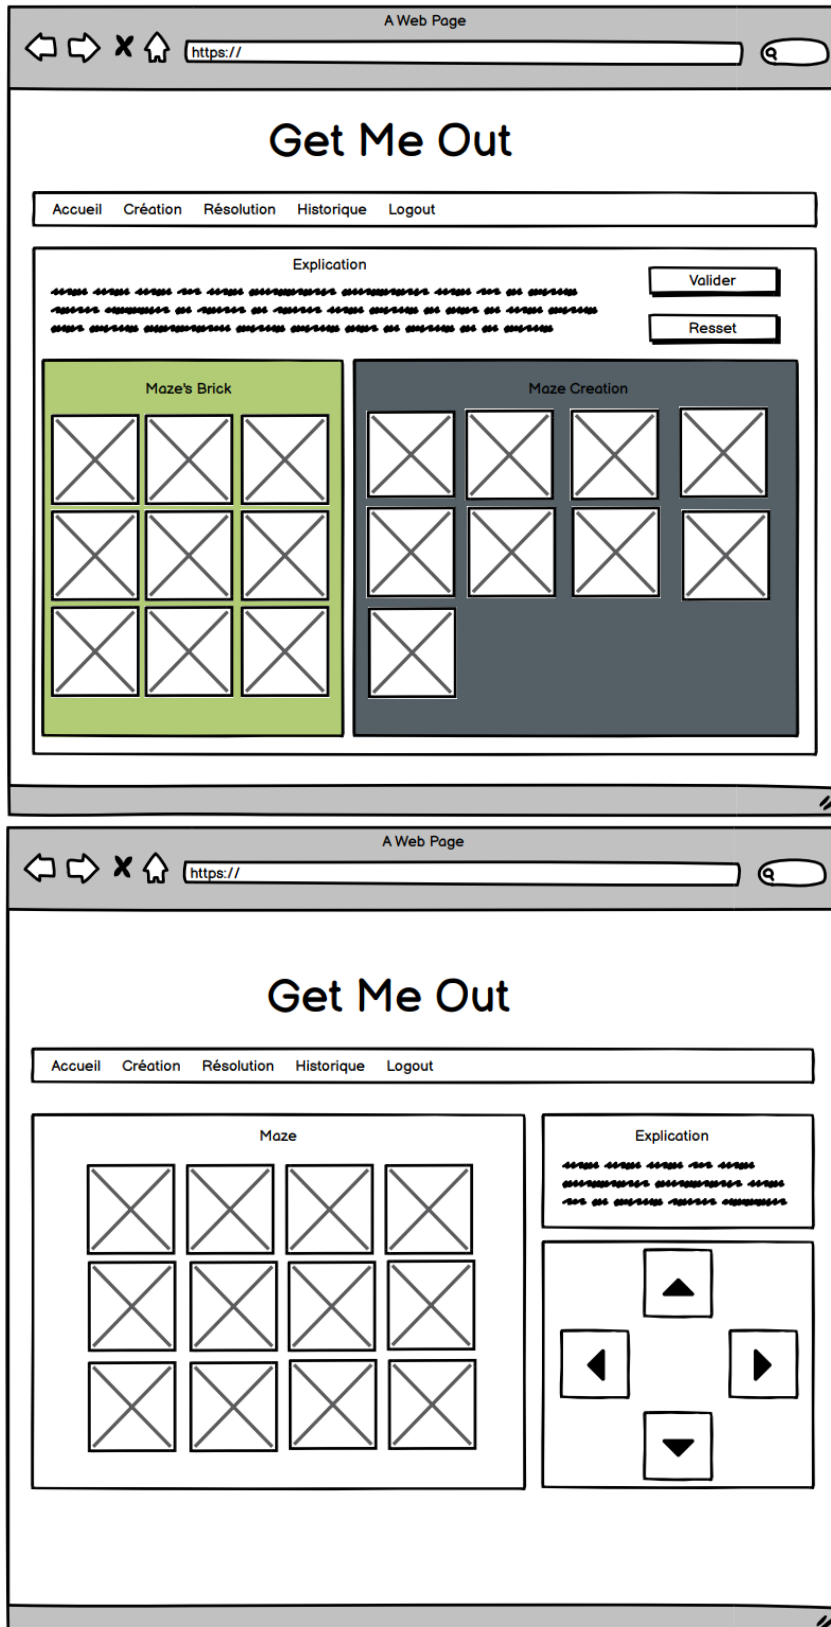 A Web Page
https://
Get Me Out
Accueil Création Résolution Historique Logout
Explication
Valider
Resset
Maze's Brick
Maze Creation
A Web Page
https://
Get Me Out
Accueil Création Résolution Historique Logout
Maze
Explication